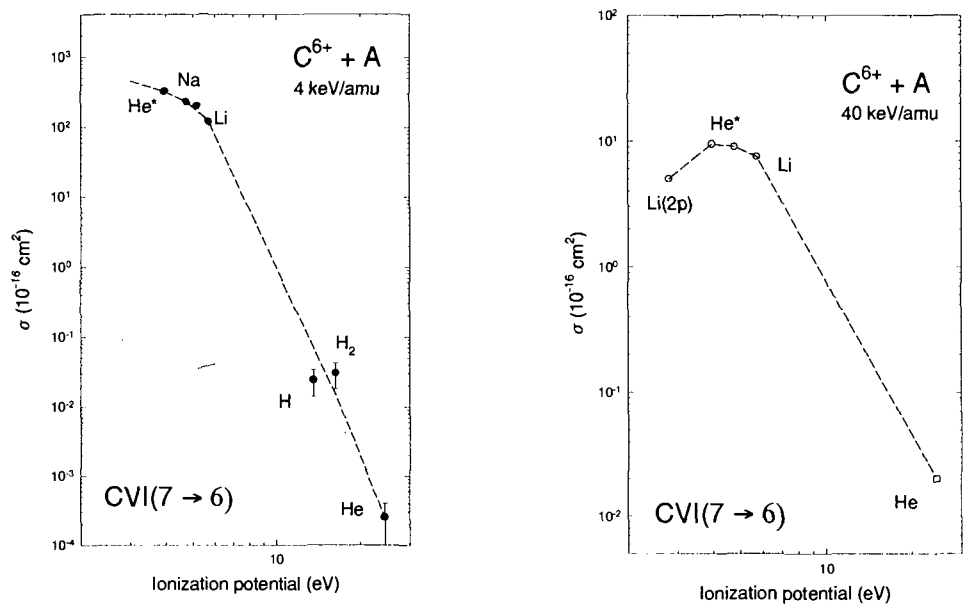 C⁶⁺ + A
4 keV/amu
10³
10²
10¹
10⁰
10⁻¹
10⁻²
10⁻³
10⁻⁴
σ (10⁻¹⁶ cm²)
Na
He*
Li
H₂
H
He
CVI(7 → 6)
10
Ionization potential (eV)
C⁶⁺ + A
40 keV/amu
10²
10¹
10⁰
10⁻¹
10⁻²
σ (10⁻¹⁶ cm²)
He*
Li
Li(2p)
He
CVI(7 → 6)
10
Ionization potential (eV)